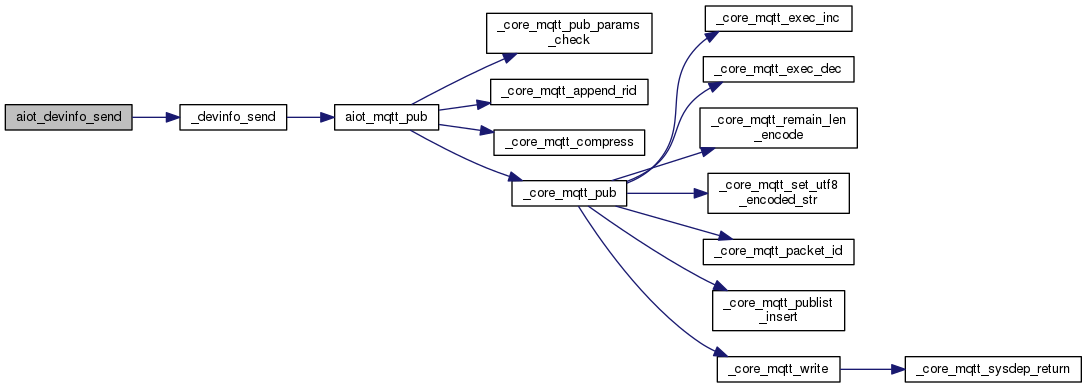 aiot_devinfo_send
_devinfo_send
aiot_mqtt_pub
_core_mqtt_pub_params
_check
_core_mqtt_append_rid
_core_mqtt_compress
_core_mqtt_pub
_core_mqtt_exec_inc
_core_mqtt_exec_dec
_core_mqtt_remain_len
_encode
_core_mqtt_set_utf8
_encoded_str
_core_mqtt_packet_id
_core_mqtt_publist
_insert
_core_mqtt_write
_core_mqtt_sysdep_return